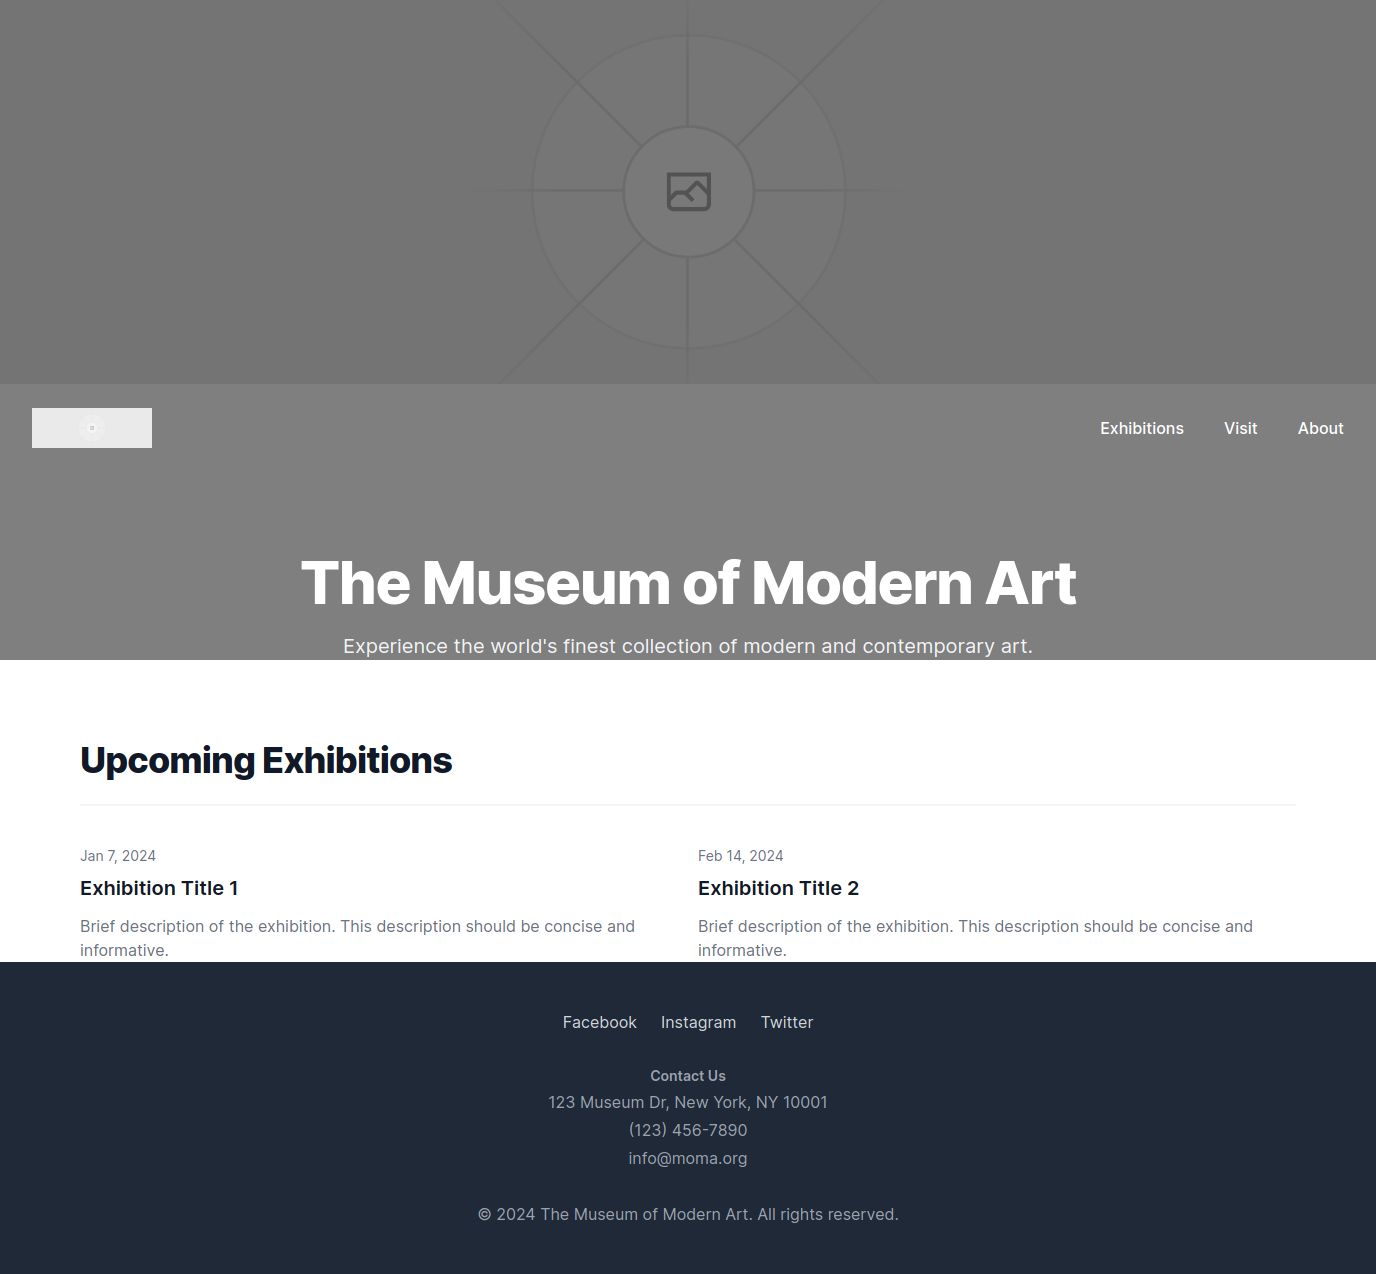 Exhibitions Visit About
The Museum of Modern Art
Experience the world's finest collection of modern and contemporary art.
Upcoming Exhibitions
Jan 7, 2024
Exhibition Title 1
Brief description of the exhibition. This description should be concise and
informative.
Feb 14, 2024
Exhibition Title 2
Brief description of the exhibition. This description should be concise and
informative.
Facebook Instagram Twitter
Contact Us
123 Museum Dr, New York, NY 10001
(123) 456-7890
info@moma.org
© 2024 The Museum of Modern Art. All rights reserved.